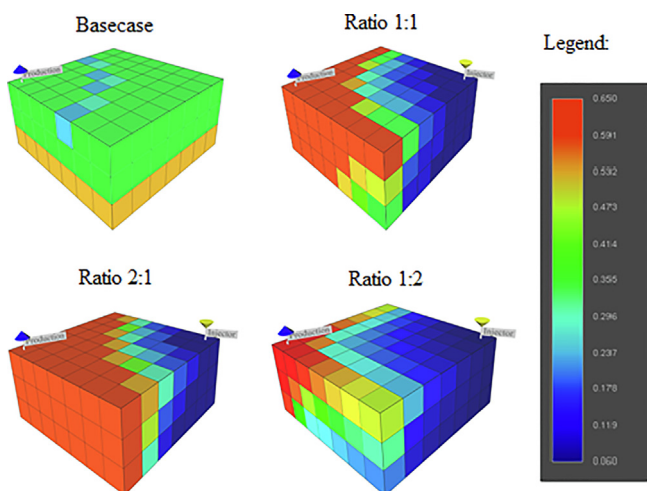 Basecase
Ratio 1:1
Legend:
Production
Production
Injector
0.650
0.591
0.532
0.473
0.414
0.355
0.296
0.237
0.178
0.119
0.060
Ratio 2:1
Ratio 1:2
Production
Injector
Production
Injector